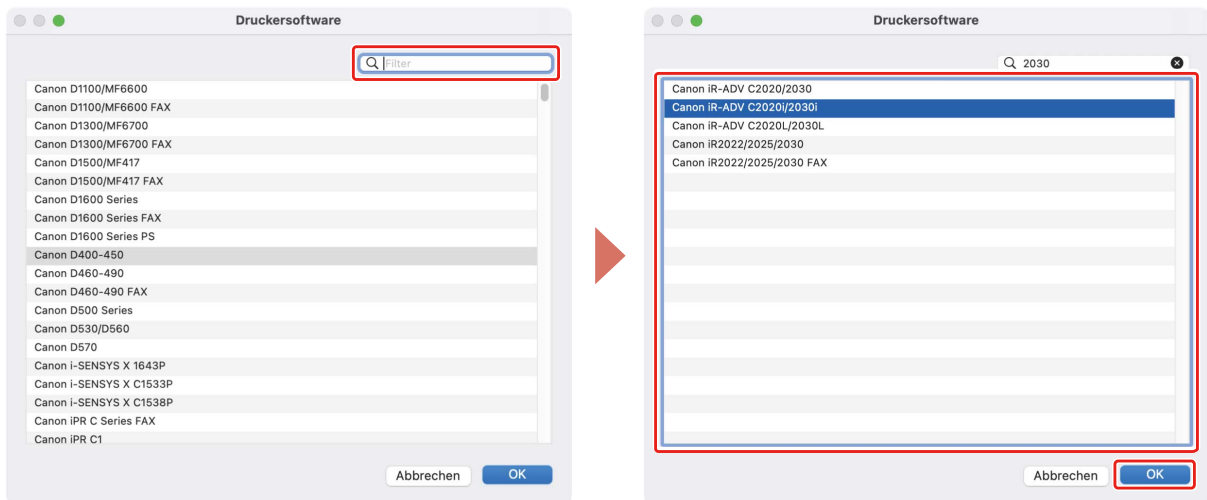 Druckersoftware
Filter
Canon D1100/MF6600
Canon D1100/MF6600 FAX
Canon D1300/MF6700
Canon D1300/MF6700 FAX
Canon D1500/MF417
Canon D1500/MF417 FAX
Canon D1600 Series
Canon D1600 Series FAX
Canon D1600 Series PS
Canon D400-450
Canon D460-490
Canon D460-490 FAX
Canon D500 Series
Canon D530/D560
Canon D570
Canon i-SENSYS X 1643P
Canon i-SENSYS X C1533P
Canon i-SENSYS X C1538P
Canon iPR C Series FAX
Canon iPR C1
Abbrechen OK
Druckersoftware
2030
Canon iR-ADV C2020/2030
Canon iR-ADV C2020i/2030i
Canon iR-ADV C2020L/2030L
Canon iR2022/2025/2030
Canon iR2022/2025/2030 FAX
Abbrechen OK